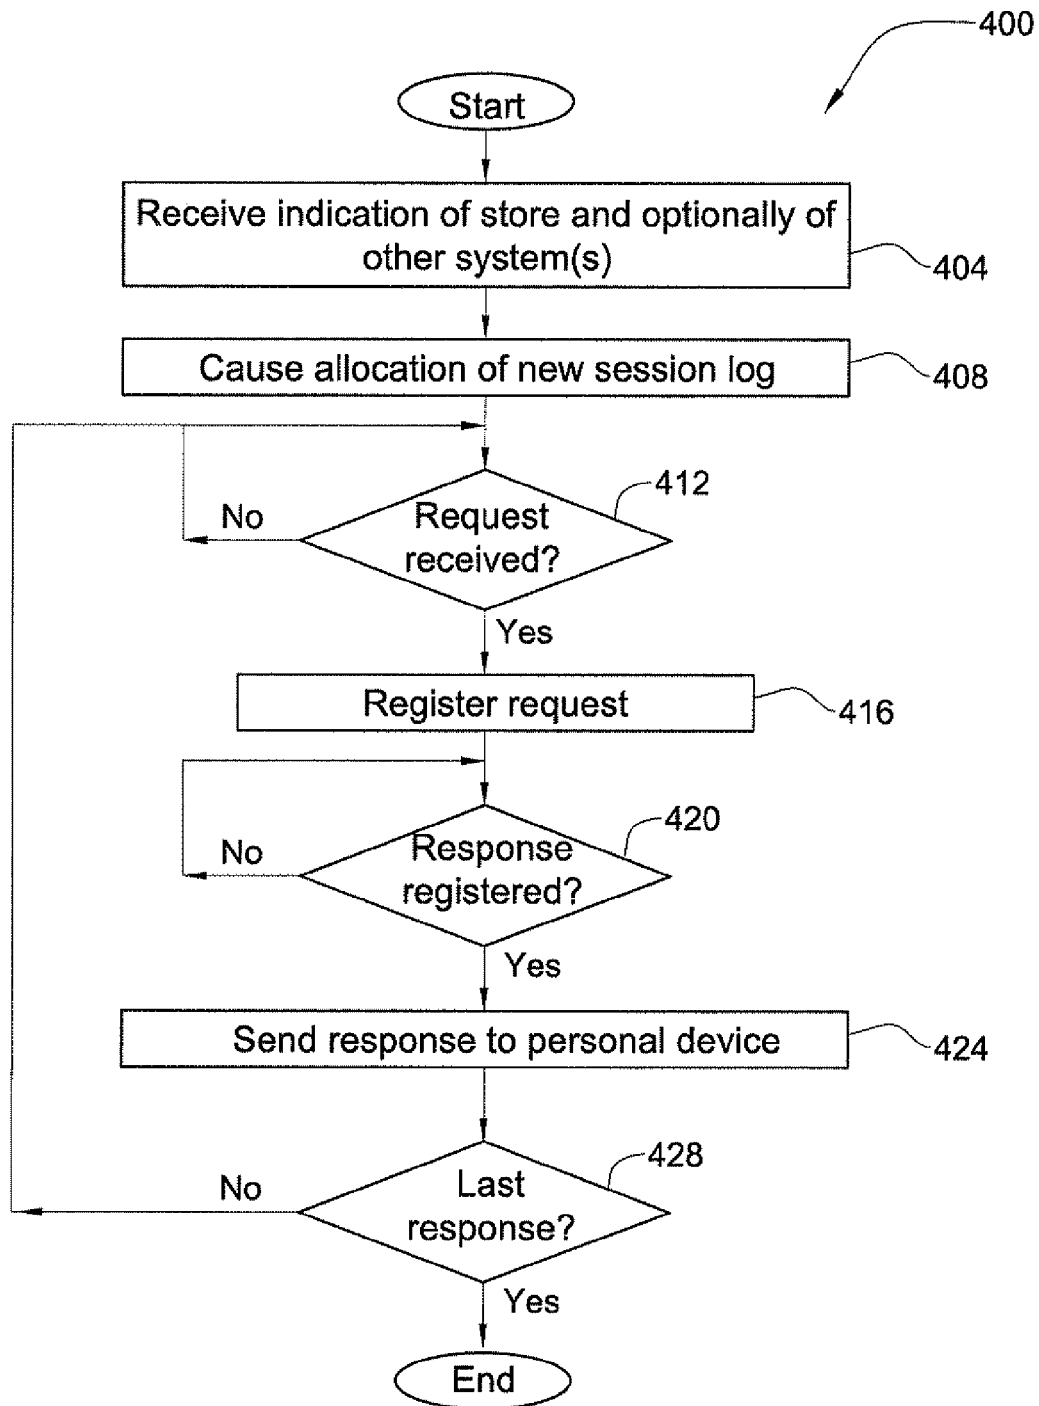 400
Start
Receive indication of store and optionally of
other system(s)
404
Cause allocation of new session log
408
412
Request
received?
No
Yes
Register request
416
420
Response
registered?
No
Yes
Send response to personal device
424
428
Last
response?
No
Yes
End